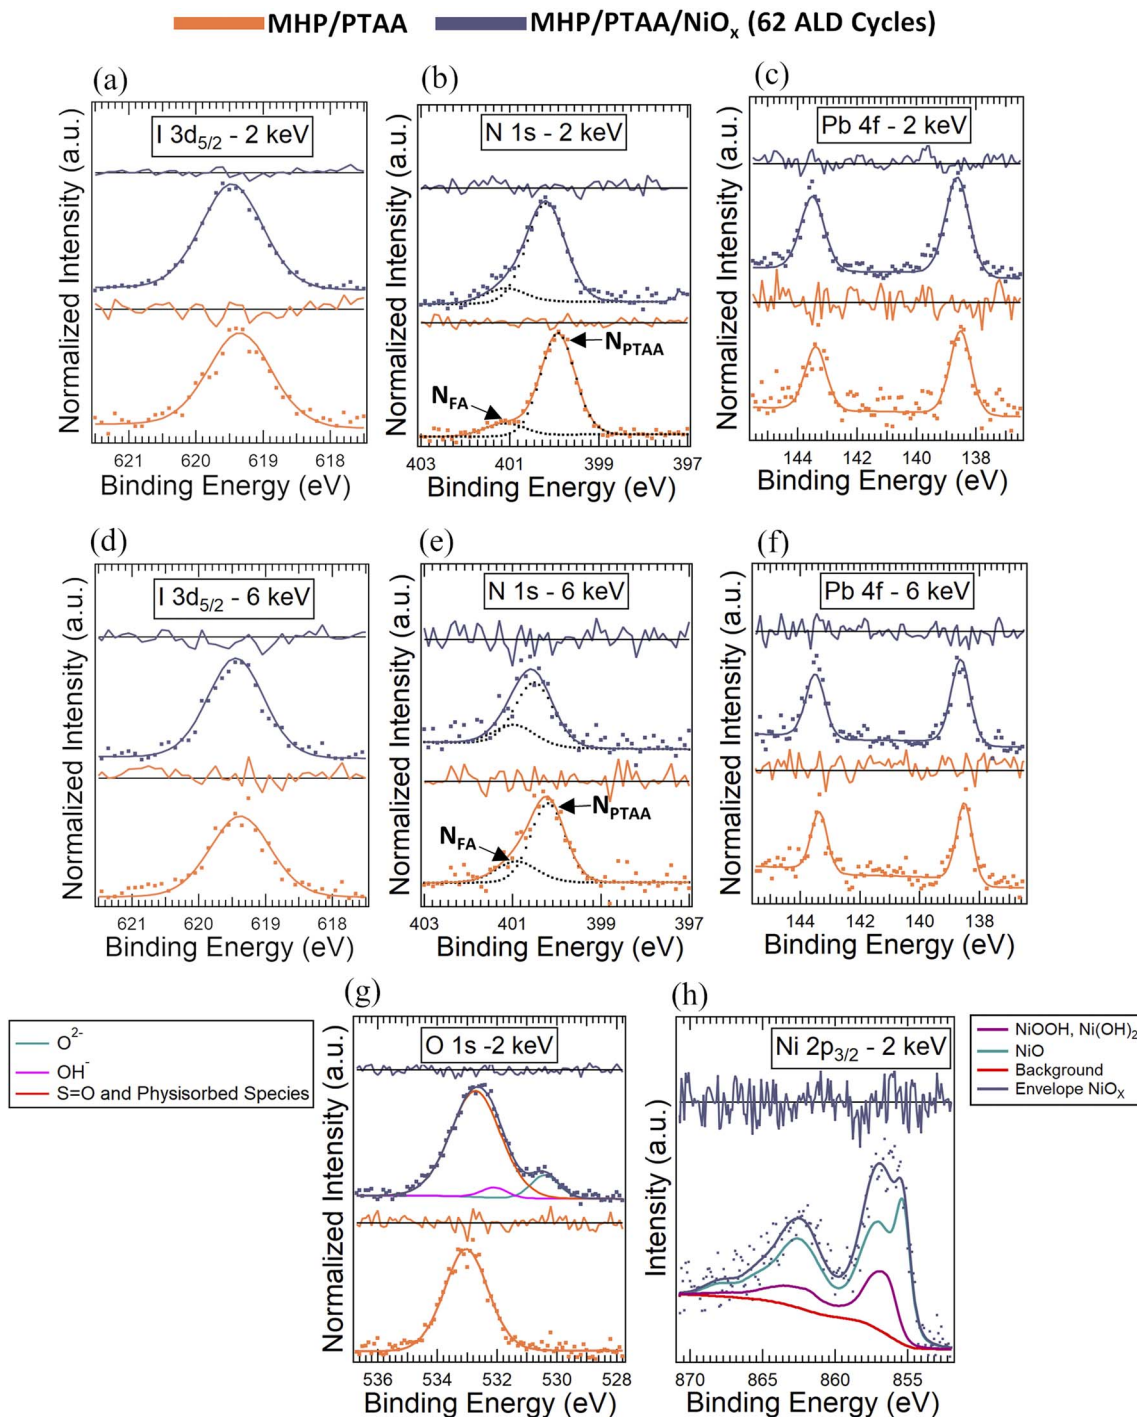 MHP/PTAA MHP/PTAA/NiOₓ (62 ALD Cycles)
(a) (b) (c)
I 3d₅/₂ - 2 keV
N 1s - 2 keV
Pb 4f - 2 keV
Normalized Intensity (a.u.)
Normalized Intensity (a.u.)
Normalized Intensity (a.u.)
N_PTAA
N_FA
621 620 619 618
403 401 399 397
144 142 140 138
Binding Energy (eV)
Binding Energy (eV)
Binding Energy (eV)
(d) (e) (f)
I 3d₅/₂ - 6 keV
N 1s - 6 keV
Pb 4f - 6 keV
Normalized Intensity (a.u.)
Normalized Intensity (a.u.)
Normalized Intensity (a.u.)
N_PTAA
N_FA
621 620 619 618
403 401 399 397
144 142 140 138
Binding Energy (eV)
Binding Energy (eV)
Binding Energy (eV)
(g) (h)
O²⁻
OH⁻
S=O and Physisorbed Species
O 1s -2 keV
Normalized Intensity (a.u.)
536 534 532 530 528
Binding Energy (eV)
Ni 2p₃/₂ - 2 keV
Intensity (a.u.)
870 865 860 855
Binding Energy (eV)
NiOOH, Ni(OH)₂
NiO
Background
Envelope NiOₓ